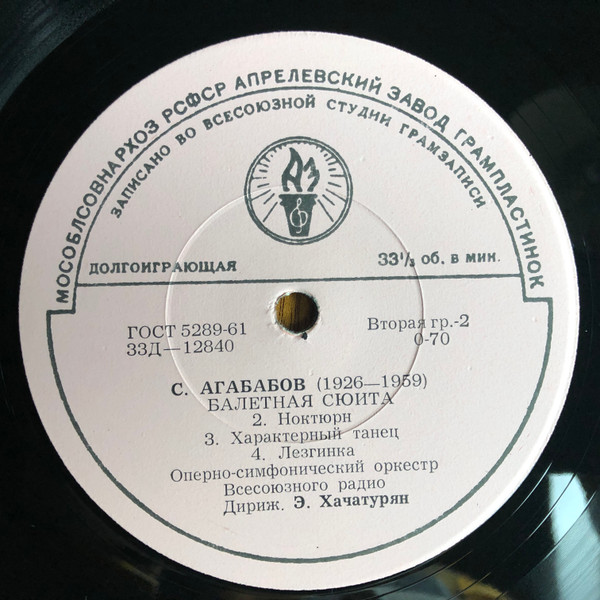 МОСОБЛСОВНАРХОЗ РСФСР АПРЕЛЕВСКИЙ ЗАВОД ГРАМПЛАСТИНОК
ЗАПИСАНО ВО ВСЕСОЮЗНОЙ СТУДИИ ГРАМЗАПИСИ
АЗ
ДОЛГОИГРАЮЩАЯ 33⅓ об. в мин.
ГОСТ 5289-61 Вторая гр.-2
33Д—12840 0-70
С. АГАБАБОВ (1926—1959)
БАЛЕТНАЯ СЮИТА
2. Ноктюрн
3. Характерный танец
4. Лезгинка
Оперно-симфонический оркестр
Всесоюзного радио
Дириж. Э. Хачатурян